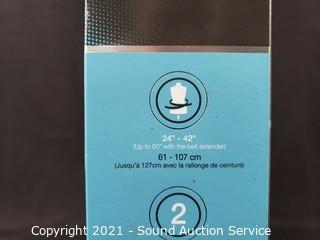 24" - 42"
(Up to 50" with the belt extender)
61 - 107 cm
(Jusqu'à 127cm avec la rallonge de ceinture)
2
Copyright 2021 - Sound Auction Service